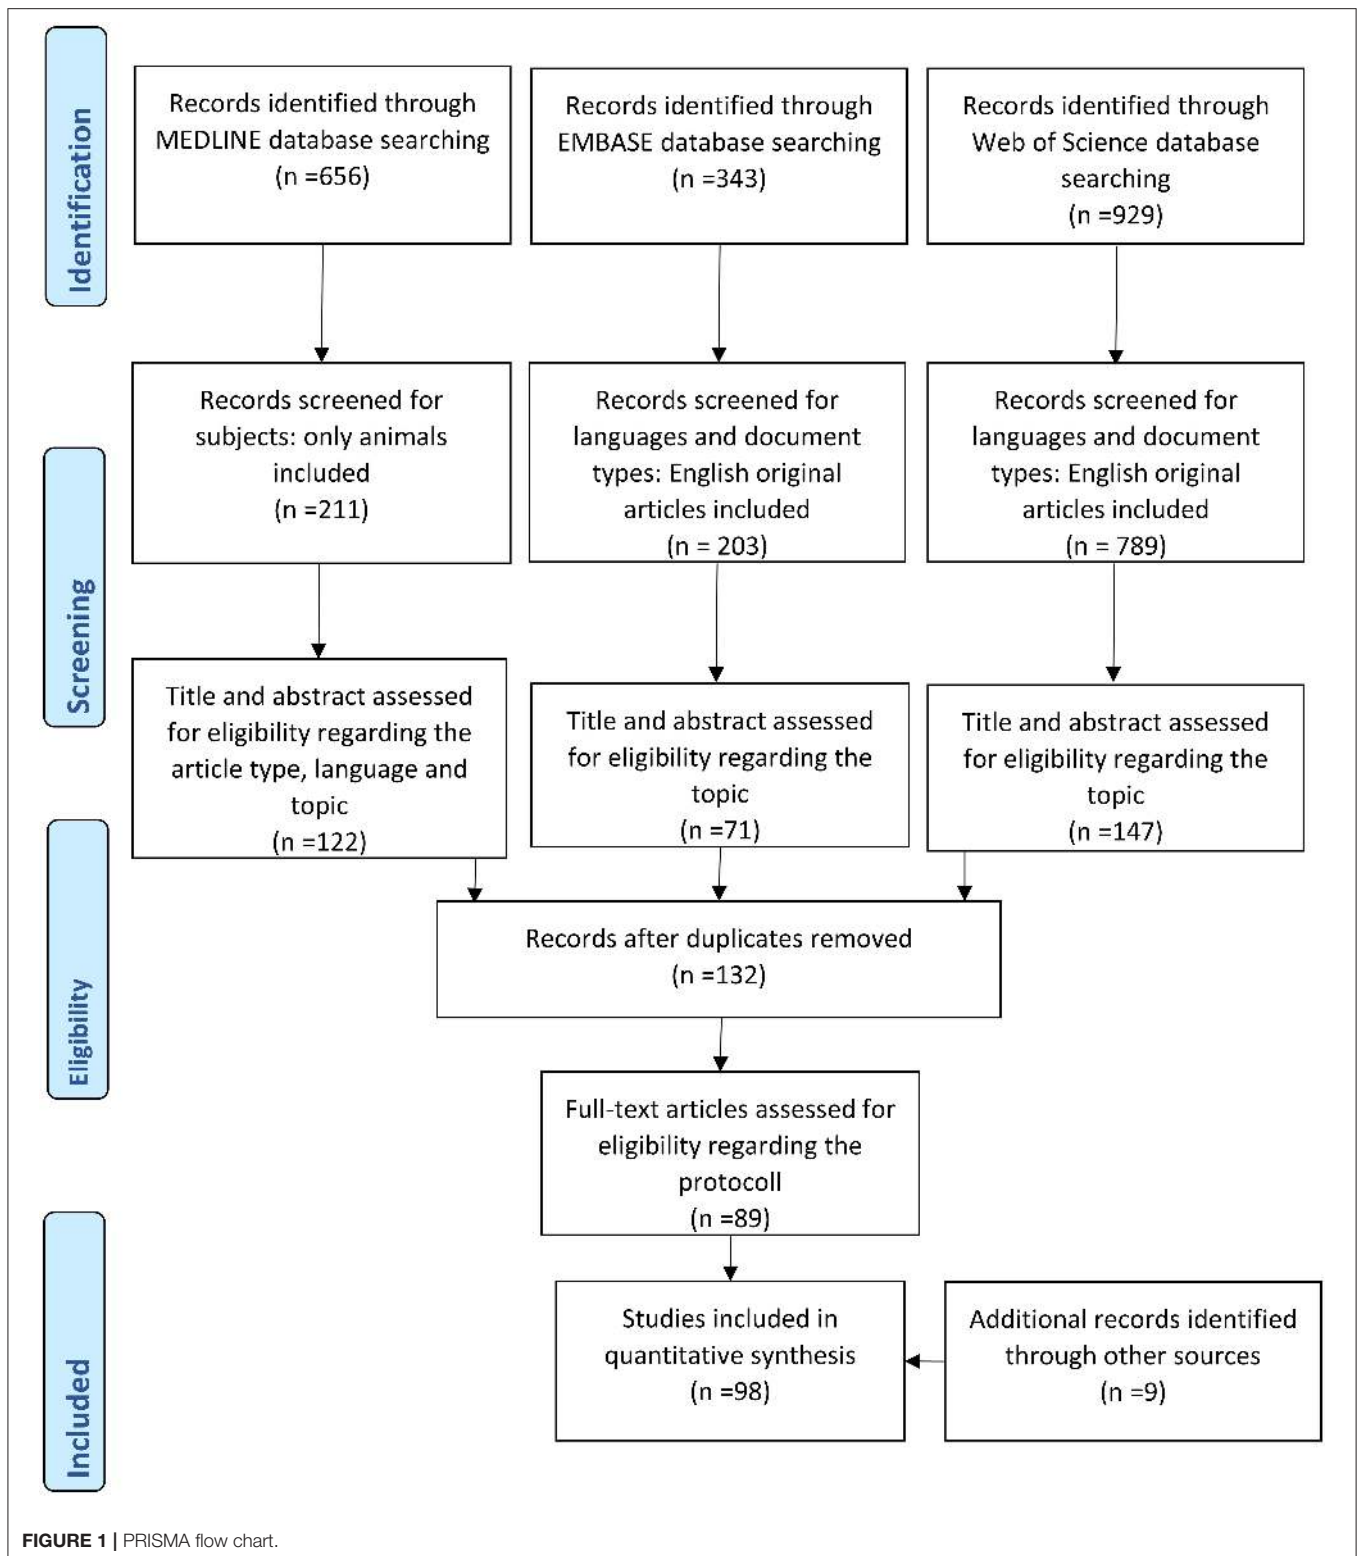 Identification
Records identified through
MEDLINE database searching
(n =656)
Records identified through
EMBASE database searching
(n =343)
Records identified through
Web of Science database
searching
(n =929)
Screening
Records screened for
subjects: only animals
included
(n =211)
Records screened for
languages and document
types: English original
articles included
(n = 203)
Records screened for
languages and document
types: English original
articles included
(n = 789)
Title and abstract assessed
for eligibility regarding the
article type, language and
topic
(n =122)
Title and abstract assessed
for eligibility regarding the
topic
(n =71)
Title and abstract assessed
for eligibility regarding the
topic
(n =147)
Eligibility
Records after duplicates removed
(n =132)
Full-text articles assessed for
eligibility regarding the
protocoll
(n =89)
Included
Studies included in
quantitative synthesis
(n =98)
Additional records identified
through other sources
(n =9)
FIGURE 1 | PRISMA flow chart.